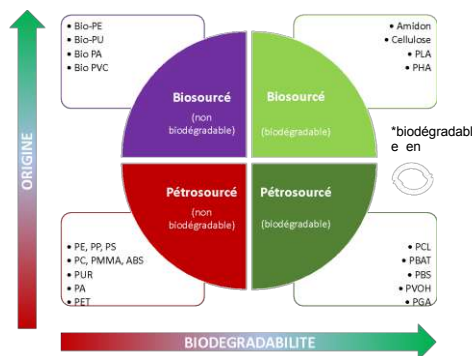 • Bio-PE
• Bio-PU
• Bio PA
• Bio PVC
• Amidon
• Cellulose
• PLA
• PHA
Biosourcé
(non
biodégradable)
Biosourcé
(biodégradable)
*biodégradabl
e en
ORIGINE
Pétrosourcé
(non
biodégradable)
Pétrosourcé
(biodégradable)
• PE, PP, PS
• PC, PMMA, ABS
• PUR
• PA
• PET
• PCL
• PBAT
• PBS
• PVOH
• PGA
BIODEGRADABILITE